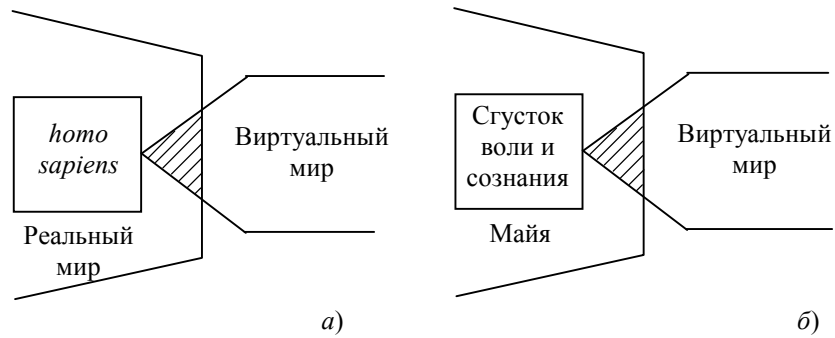 homo
sapiens
Реальный
мир
Виртуальный
мир
а)
Сгусток
воли и
сознания
Майя
Виртуальный
мир
б)